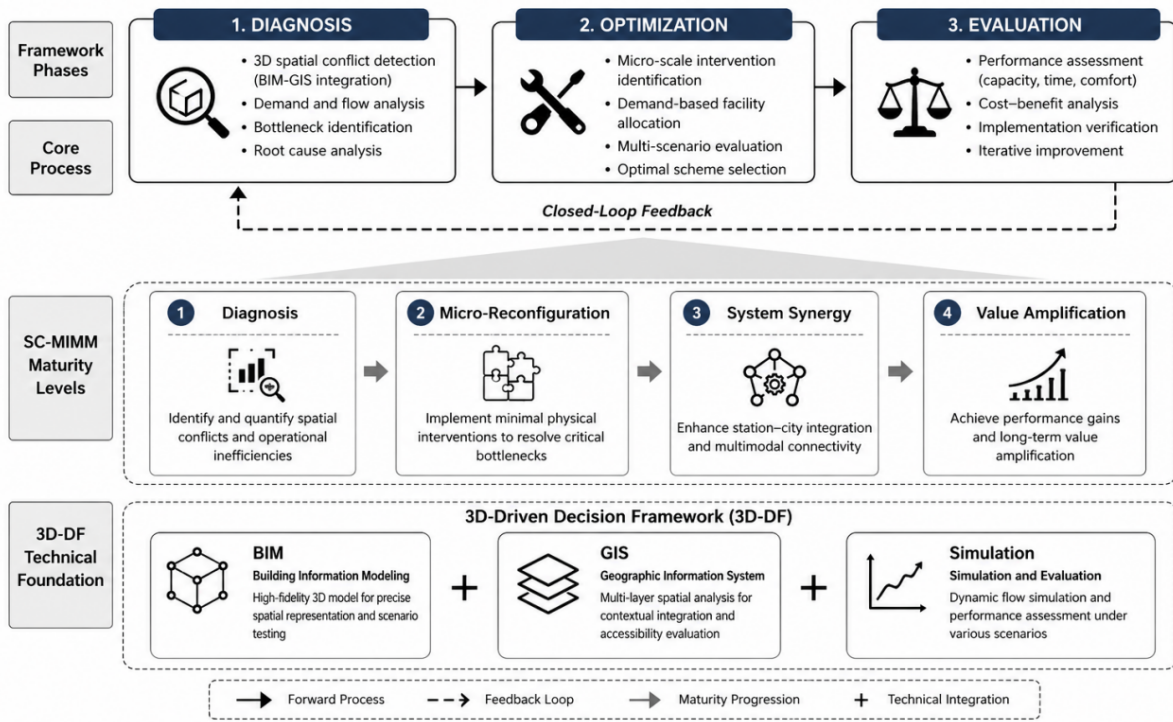 Framework
Phases
Core
Process
1. DIAGNOSIS
• 3D spatial conflict detection
(BIM-GIS integration)
• Demand and flow analysis
• Bottleneck identification
• Root cause analysis
2. OPTIMIZATION
• Micro-scale intervention
identification
• Demand-based facility
allocation
• Multi-scenario evaluation
• Optimal scheme selection
3. EVALUATION
• Performance assessment
(capacity, time, comfort)
• Cost–benefit analysis
• Implementation verification
• Iterative improvement
Closed-Loop Feedback
SC-MIMM
Maturity
Levels
1 Diagnosis
Identify and quantify spatial
conflicts and operational
inefficiencies
2 Micro-Reconfiguration
Implement minimal physical
interventions to resolve critical
bottlenecks
3 System Synergy
Enhance station–city integration
and multimodal connectivity
4 Value Amplification
Achieve performance gains
and long-term value
amplification
3D-DF
Technical
Foundation
3D-Driven Decision Framework (3D-DF)
BIM
Building Information Modeling
High-fidelity 3D model for precise
spatial representation and scenario
testing
+
GIS
Geographic Information System
Multi-layer spatial analysis for
contextual integration and
accessibility evaluation
+
Simulation
Simulation and Evaluation
Dynamic flow simulation and
performance assessment under
various scenarios
Forward Process
Feedback Loop
Maturity Progression
+ Technical Integration